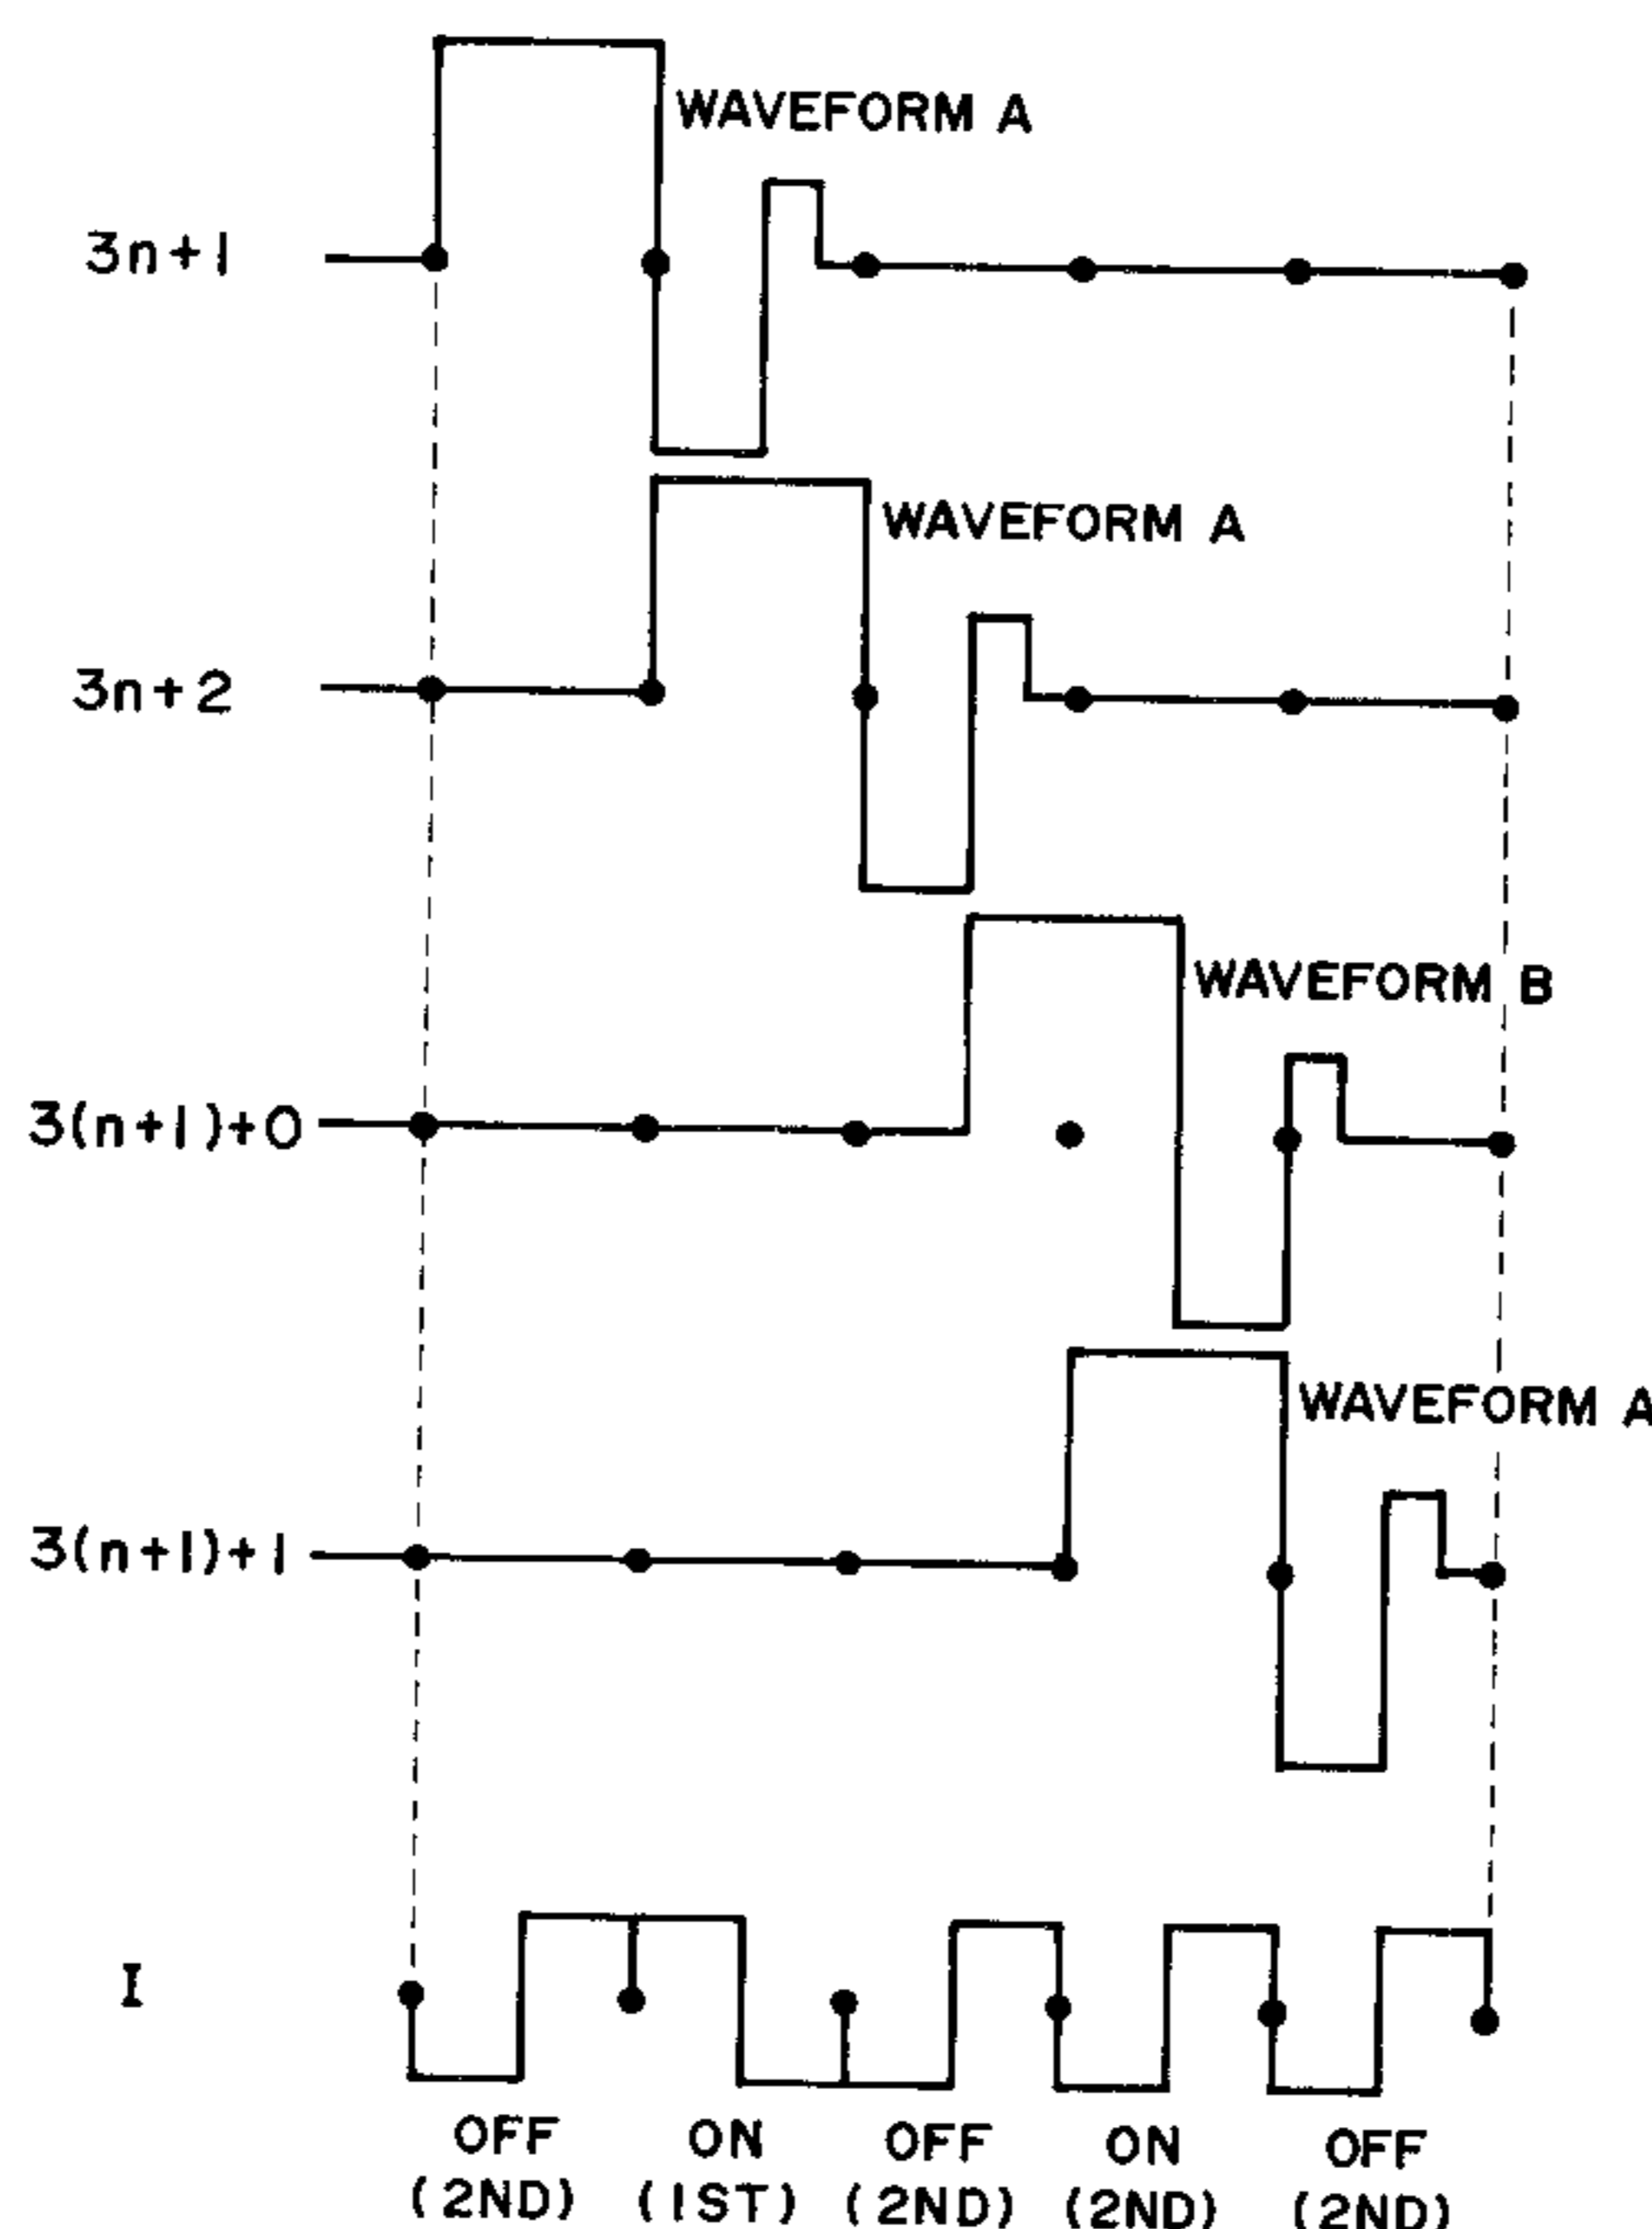 WAVEFORM A
3n+1
WAVEFORM A
3n+2
WAVEFORM B
3(n+1)+0
WAVEFORM A
3(n+1)+1
I
OFF ON OFF ON OFF
(2ND) (1ST) (2ND) (2ND) (2ND)